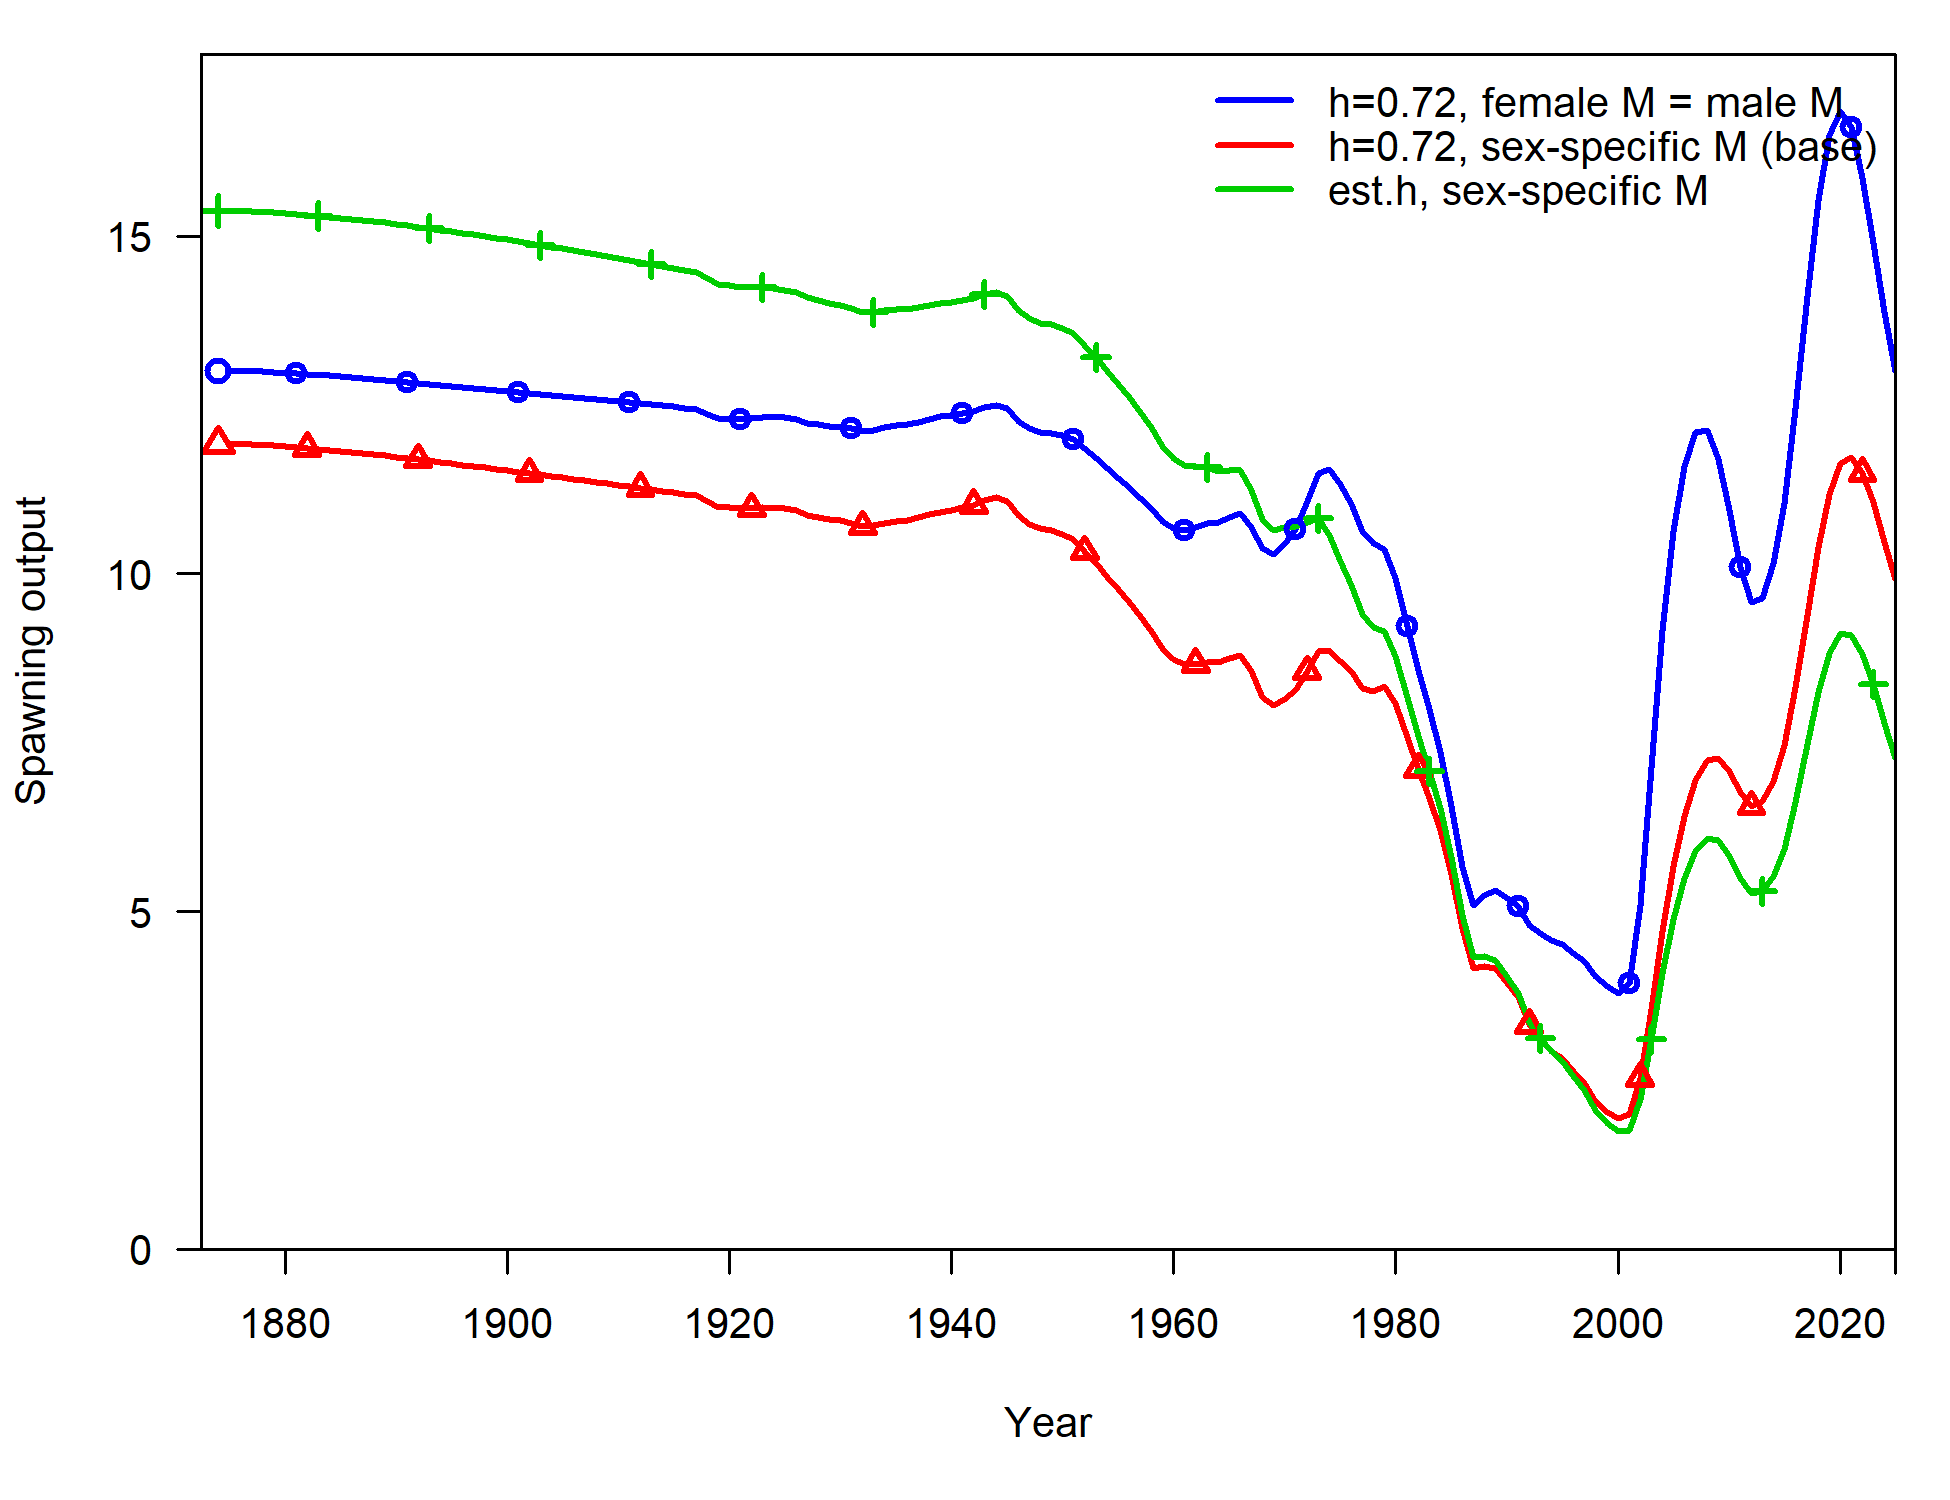 h=0.72, female M = male M
h=0.72, sex-specific M (base)
est.h, sex-specific M
15
10
5
0
Spawning output
1880 1900 1920 1940 1960 1980 2000 2020
Year